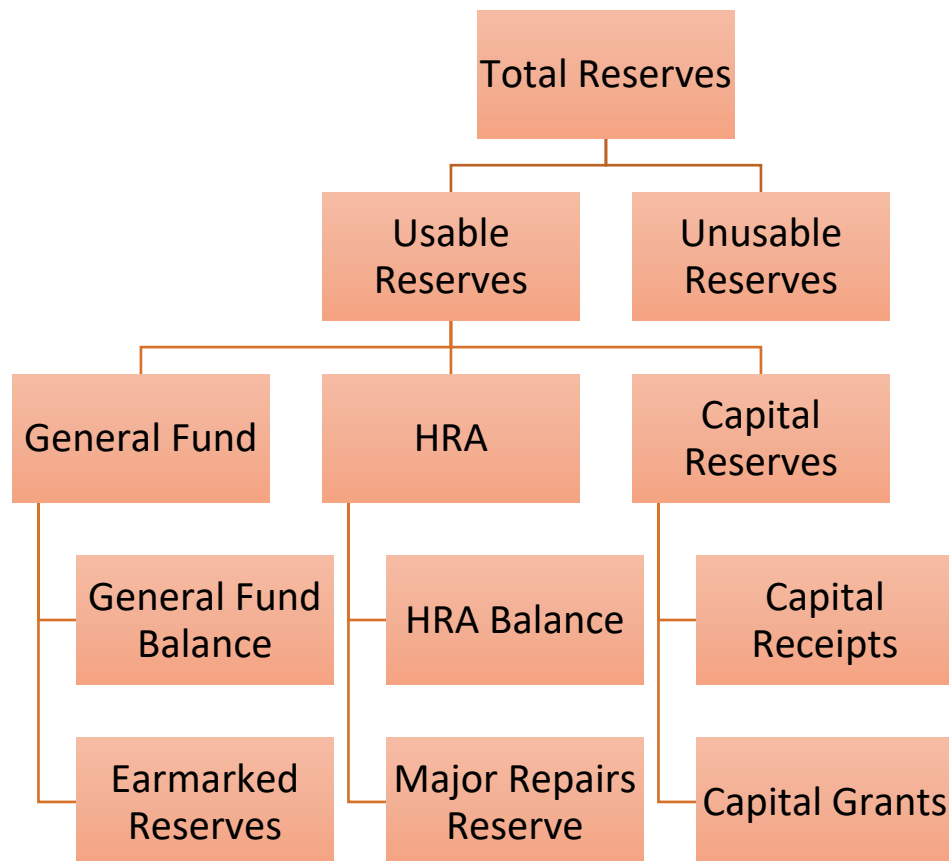 Total Reserves
Usable
Reserves
Unusable
Reserves
General Fund
HRA
Capital
Reserves
General Fund
Balance
HRA Balance
Capital
Receipts
Earmarked
Reserves
Major Repairs
Reserve
Capital Grants